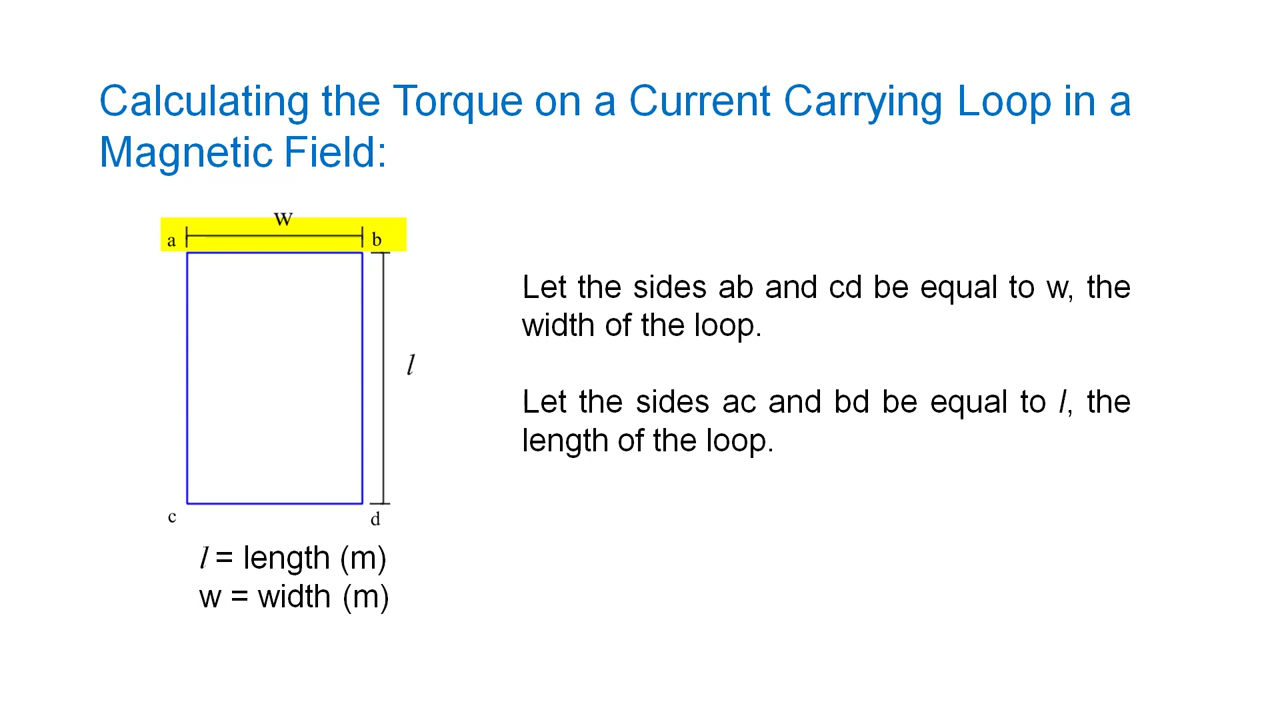 Calculating the Torque on a Current Carrying Loop in a
Magnetic Field:
w
a
b
Let the sides ab and cd be equal to w, the
width of the loop.
l
Let the sides ac and bd be equal to l, the
length of the loop.
c
d
l = length (m)
w = width (m)